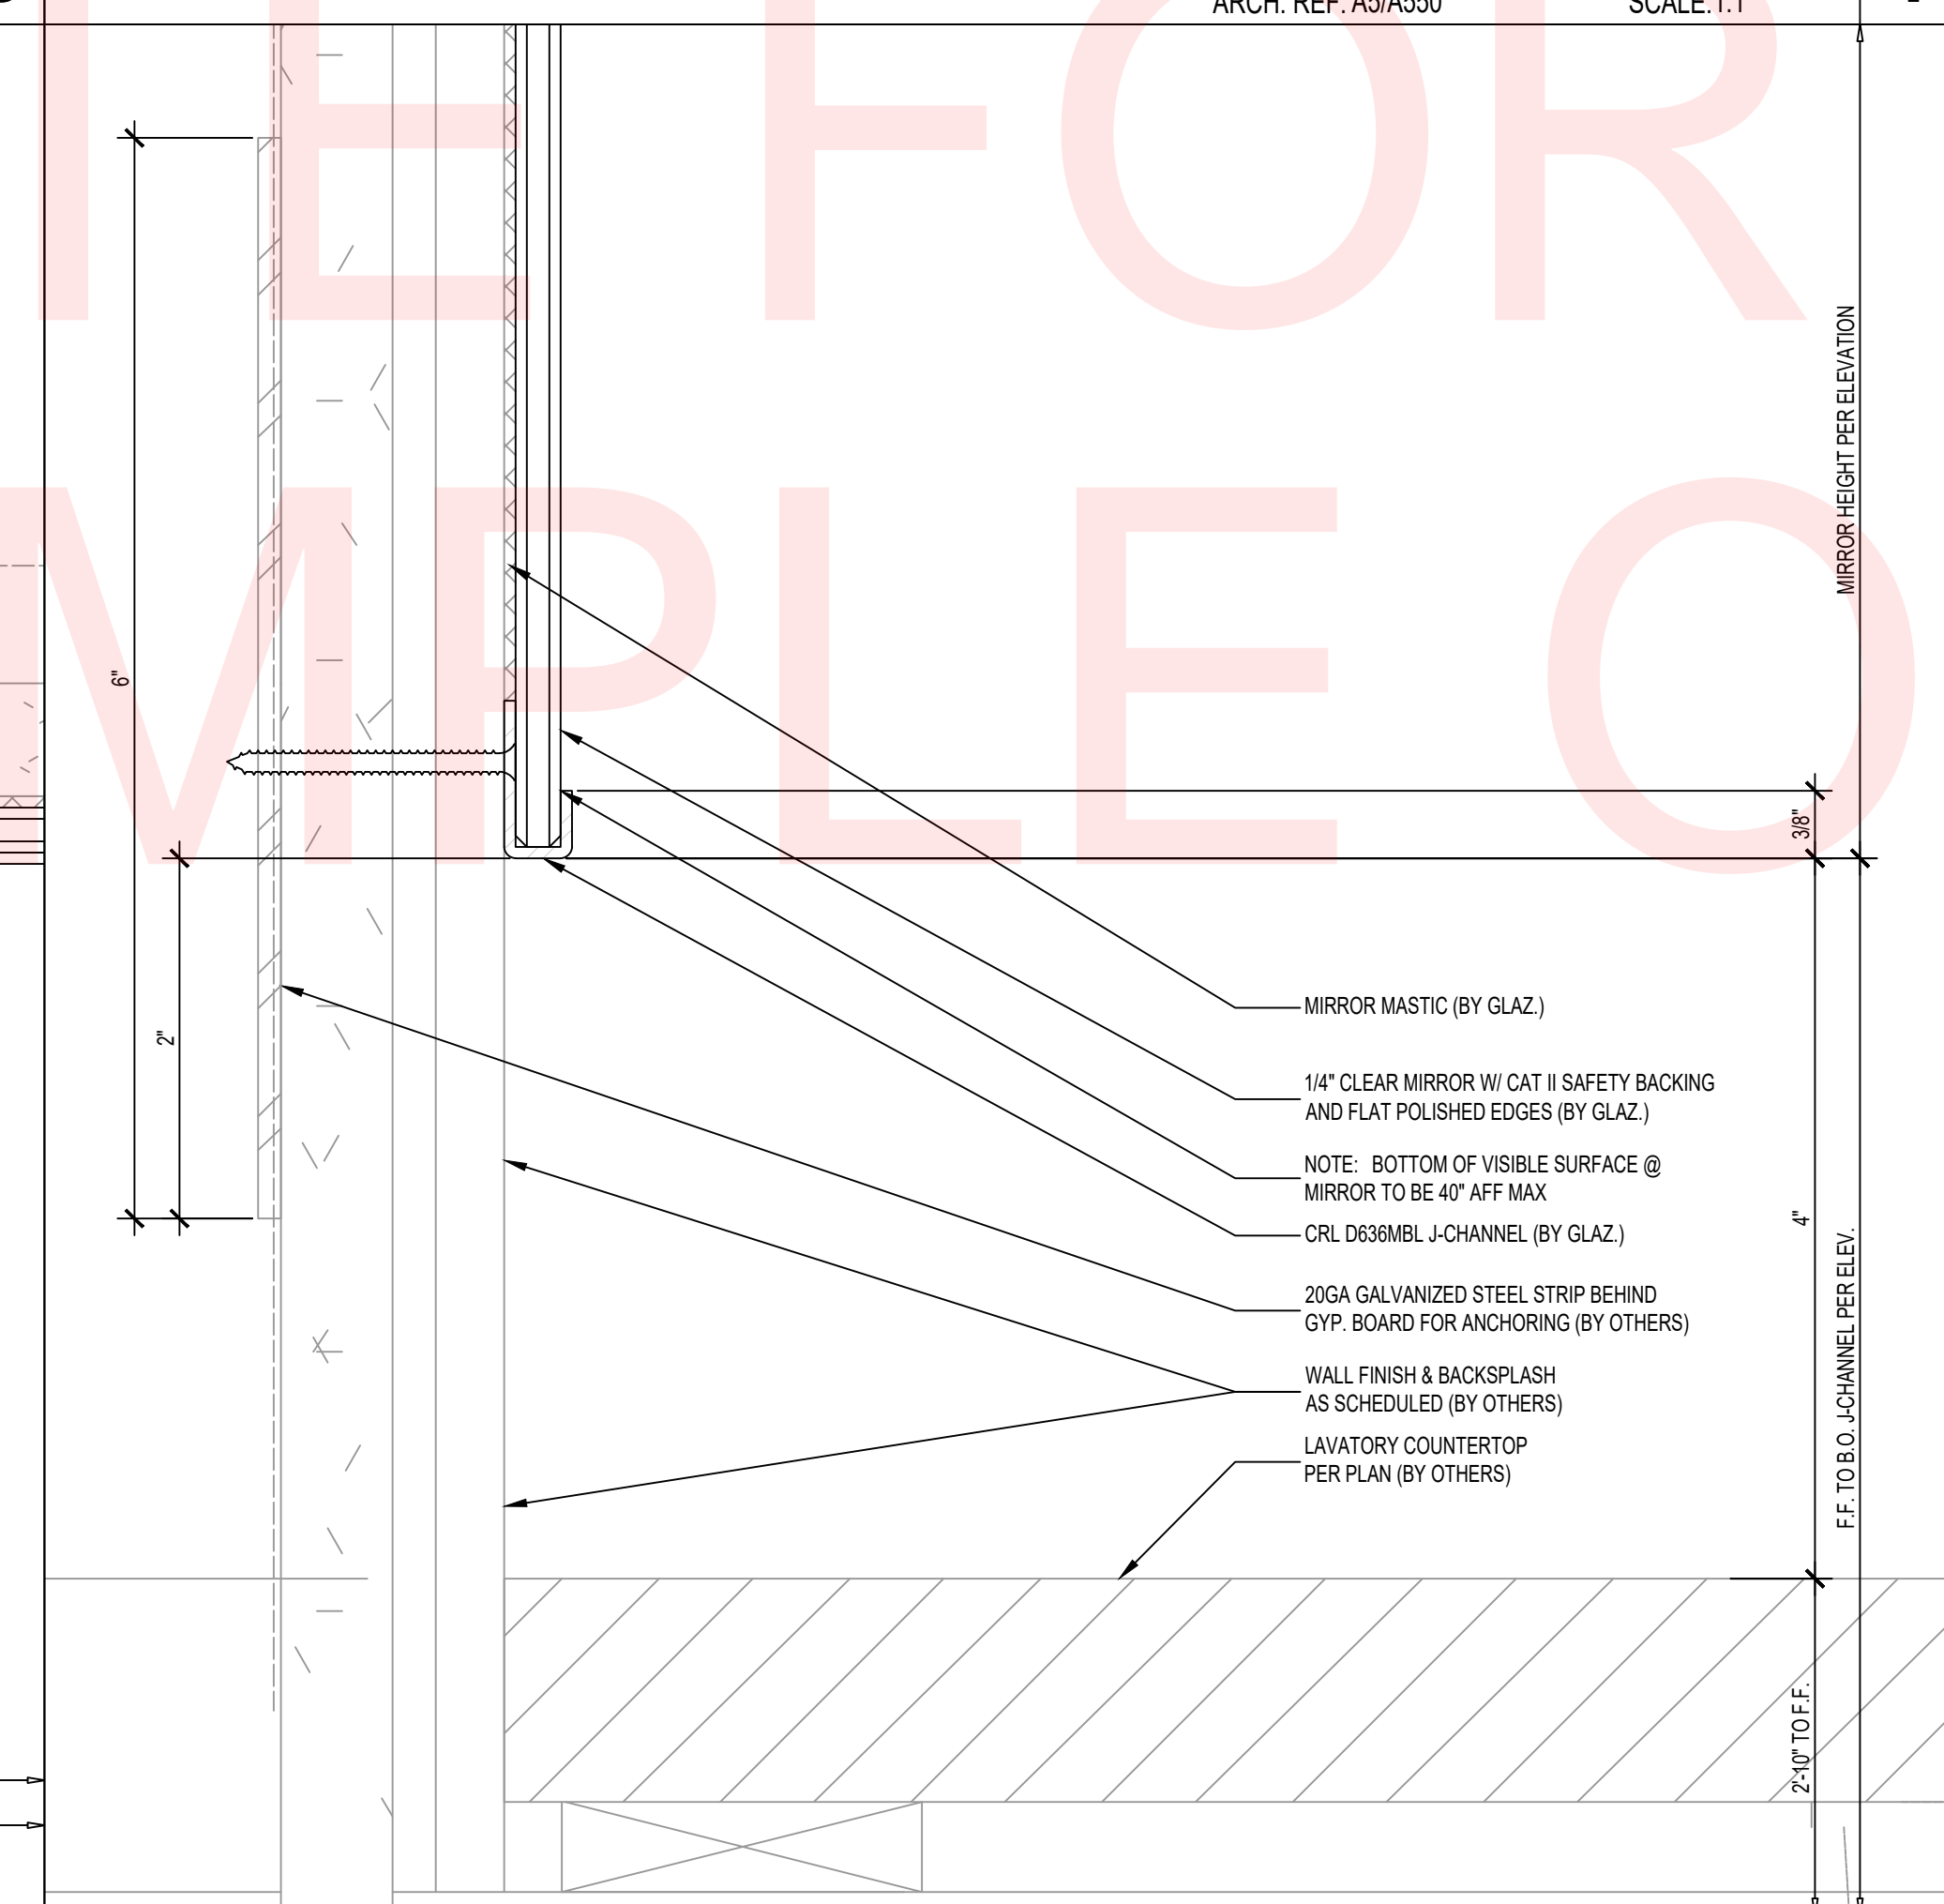 ARCH. REF. A5/A550
SCALE: 1:1
TE FOR
MPLE O
MIRROR HEIGHT PER ELEVATION
6"
3/8"
2"
MIRROR MASTIC (BY GLAZ.)
1/4" CLEAR MIRROR W/ CAT II SAFETY BACKING
AND FLAT POLISHED EDGES (BY GLAZ.)
NOTE: BOTTOM OF VISIBLE SURFACE @
MIRROR TO BE 40" AFF MAX
4"
CRL D636MBL J-CHANNEL (BY GLAZ.)
20GA GALVANIZED STEEL STRIP BEHIND
GYP. BOARD FOR ANCHORING (BY OTHERS)
F.F. TO B.O. J-CHANNEL PER ELEV.
WALL FINISH & BACKSPLASH
AS SCHEDULED (BY OTHERS)
LAVATORY COUNTERTOP
PER PLAN (BY OTHERS)
2'-10" TO F.F.